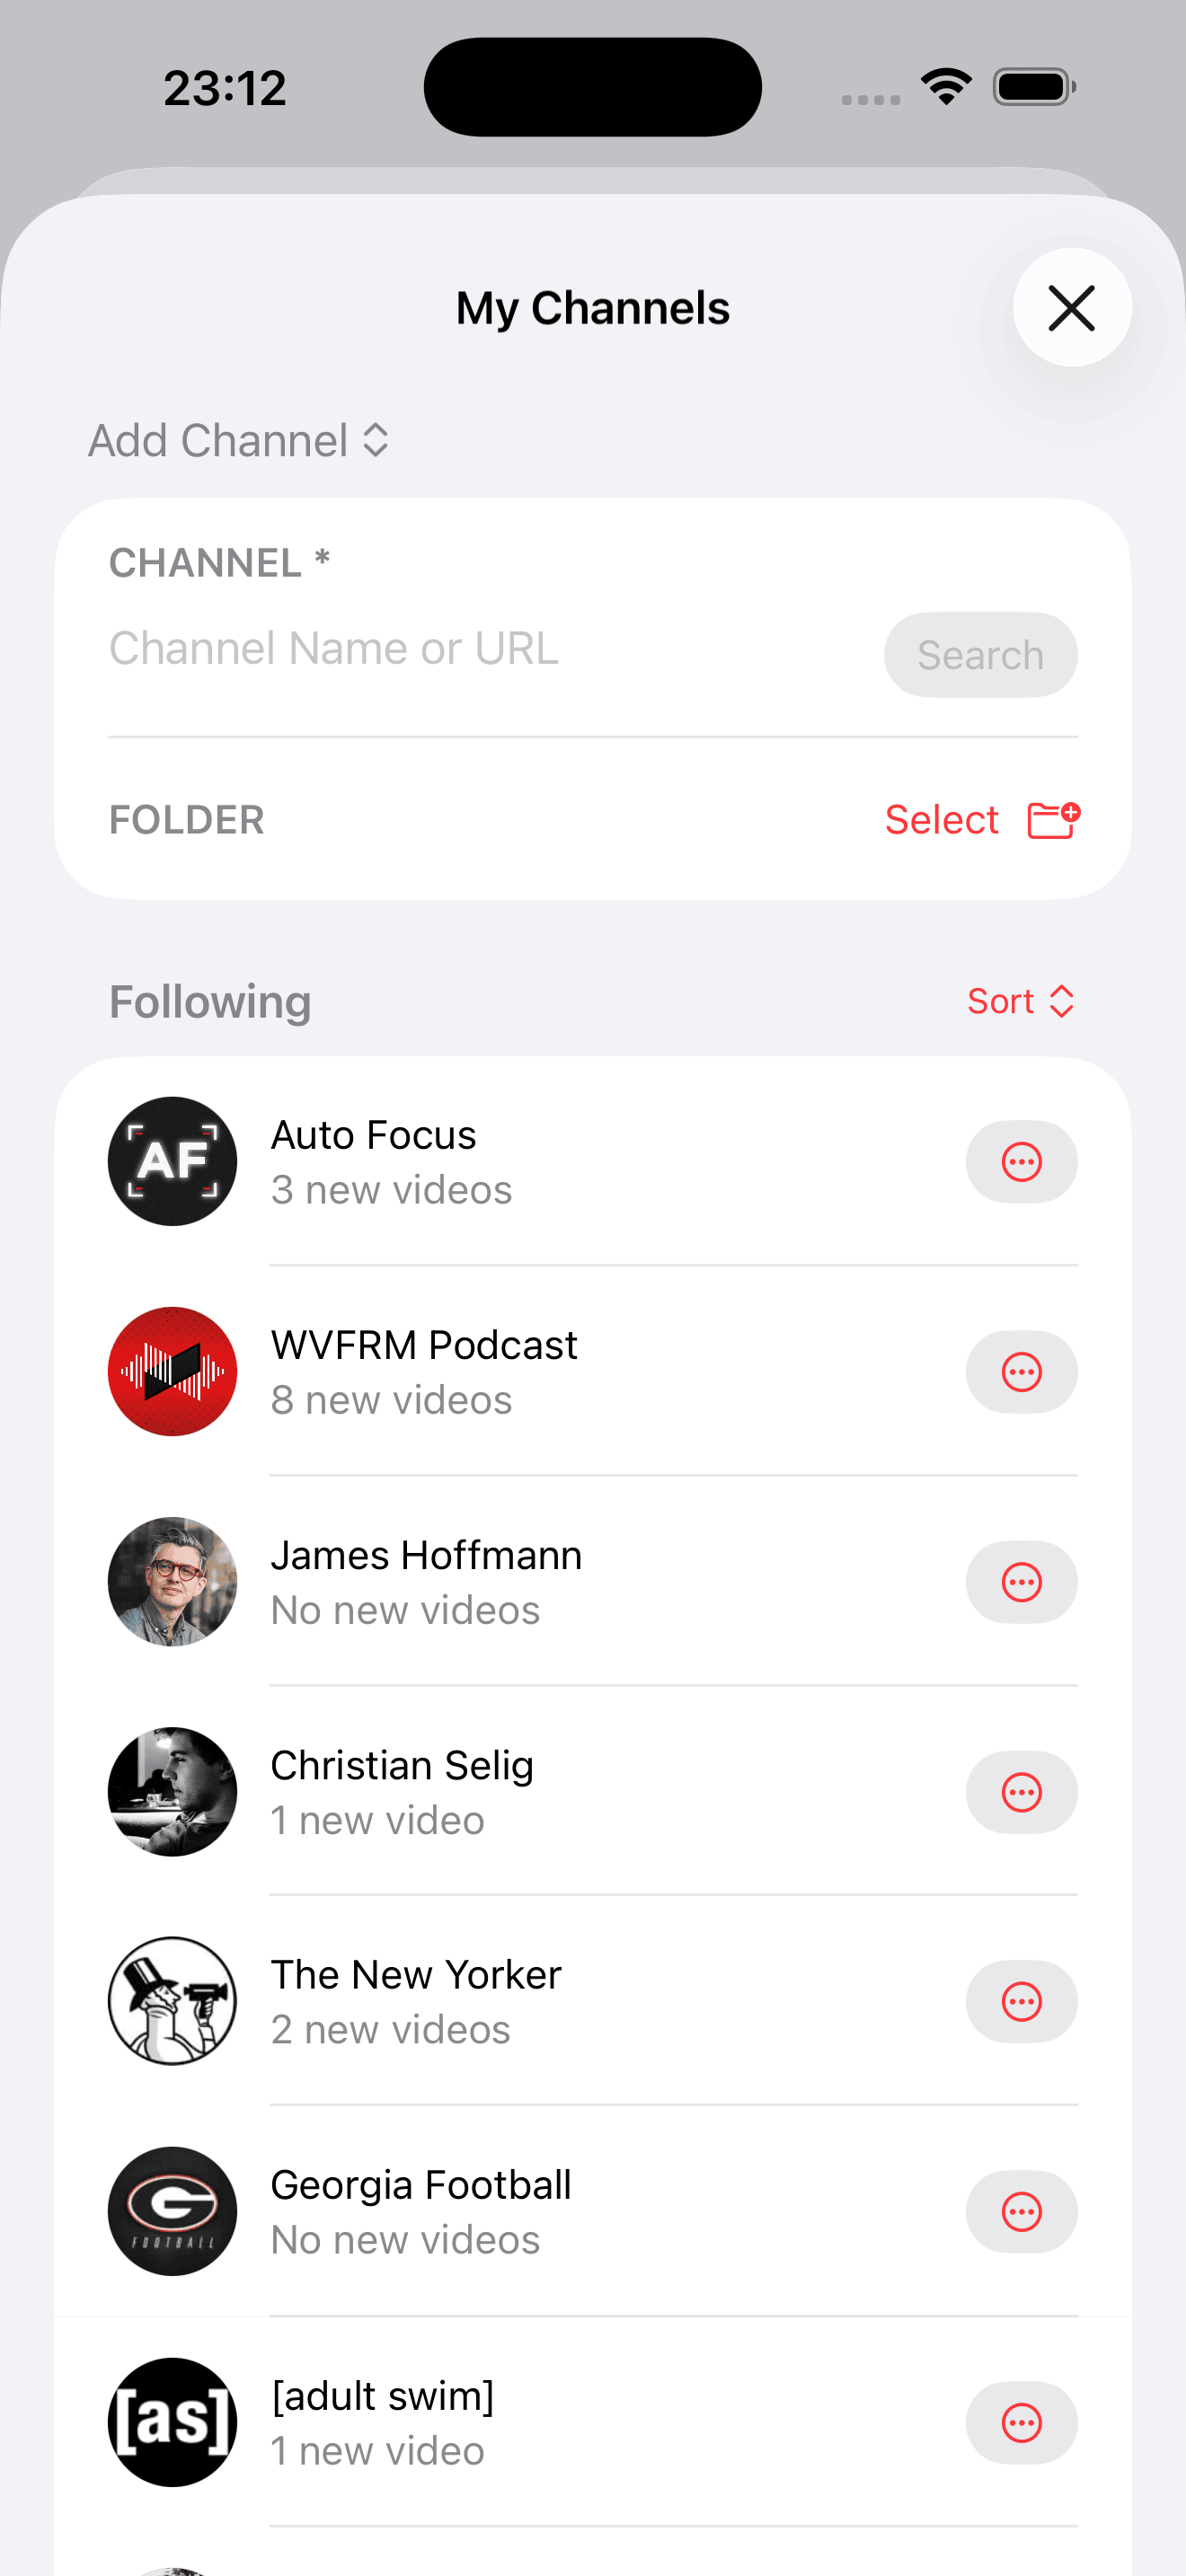 23:12
My Channels
Add Channel
CHANNEL *
Channel Name or URL
Search
FOLDER
Select
Following
Sort
AF
Auto Focus
3 new videos
WVFRM Podcast
8 new videos
James Hoffmann
No new videos
Christian Selig
1 new video
The New Yorker
2 new videos
G
FOOTBALL
Georgia Football
No new videos
[as]
[adult swim]
1 new video